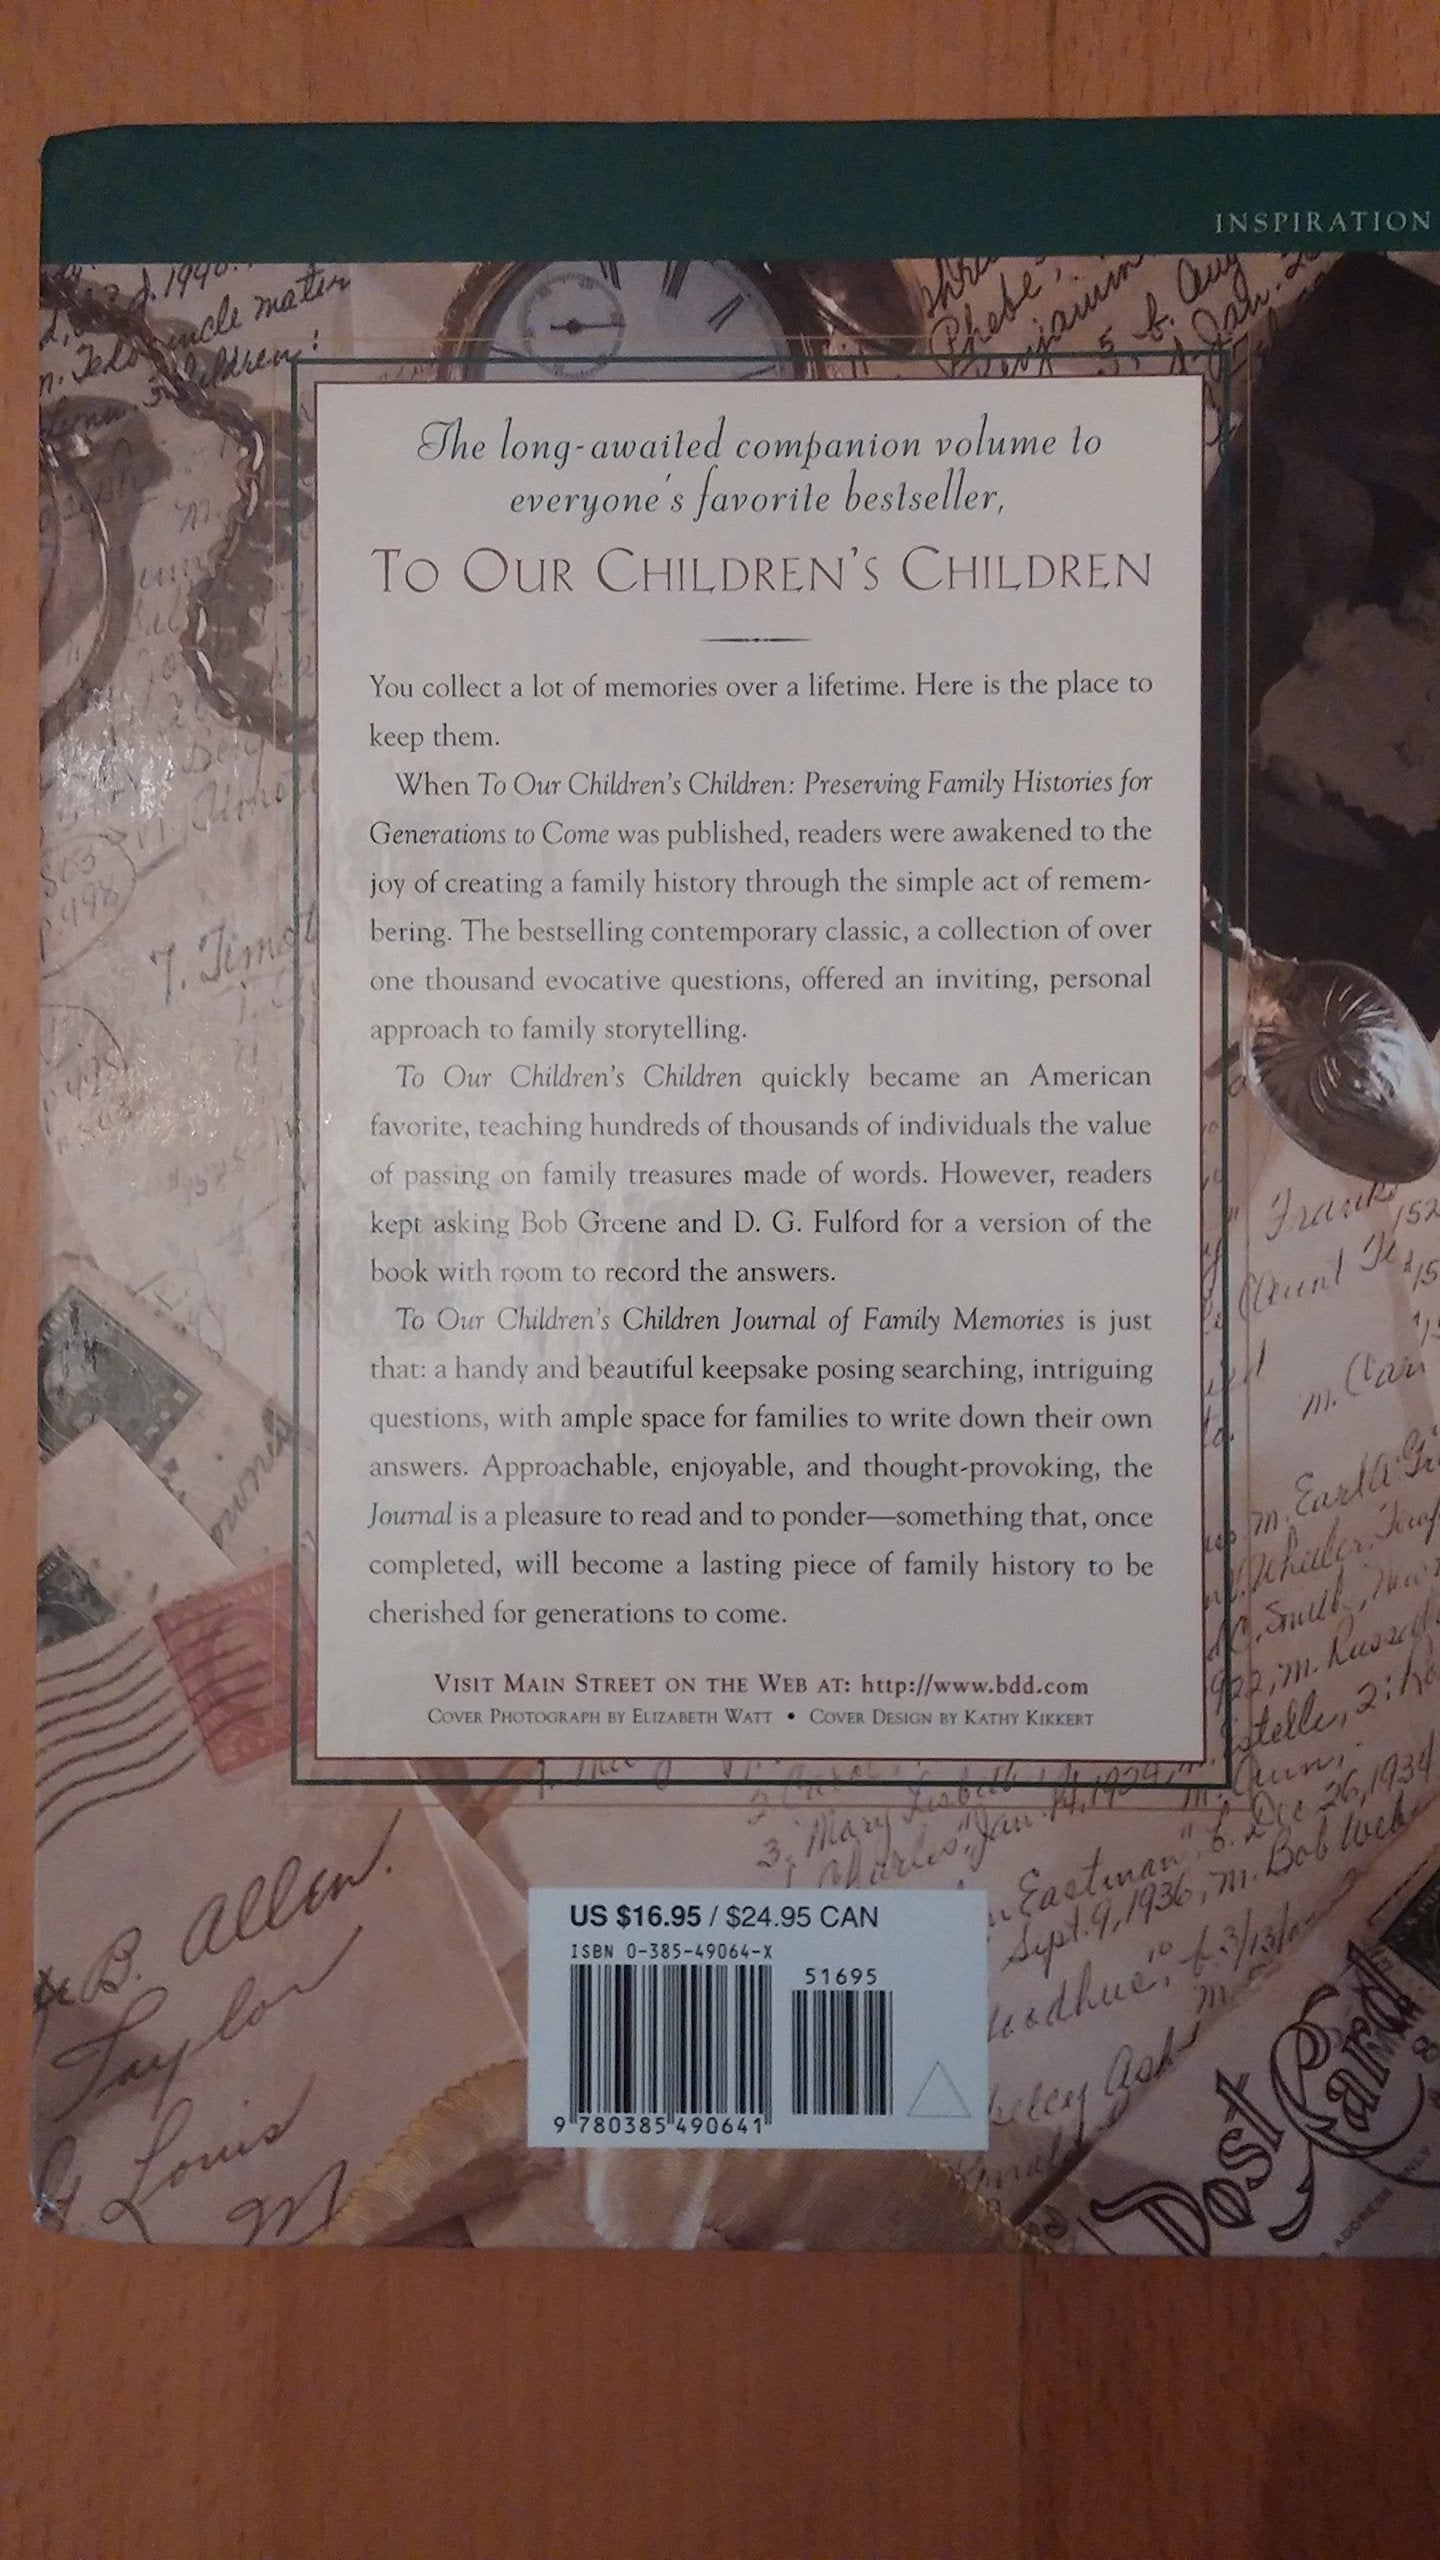 INSPIRATION
The long-awaited companion volume to
everyone's favorite bestseller,
TO OUR CHILDREN'S CHILDREN
You collect a lot of memories over a lifetime. Here is the place to
keep them.
When To Our Children's Children: Preserving Family Histories for
Generations to Come was published, readers were awakened to the
joy of creating a family history through the simple act of remem-
bering. The bestselling contemporary classic, a collection of over
one thousand evocative questions, offered an inviting, personal
approach to family storytelling.
To Our Children's Children quickly became an American
favorite, teaching hundreds of thousands of individuals the value
of passing on family treasures made of words. However, readers
kept asking Bob Greene and D. G. Fulford for a version of the
book with room to record the answers.
To Our Children's Children Journal of Family Memories is just
that: a handy and beautiful keepsake posing searching, intriguing
questions, with ample space for families to write down their own
answers. Approachable, enjoyable, and thought-provoking, the
Journal is a pleasure to read and to ponder—something that, once
completed, will become a lasting piece of family history to be
cherished for generations to come.
VISIT MAIN STREET ON THE WEB AT: http://www.bdd.com
COVER PHOTOGRAPH BY ELIZABETH WATT • COVER DESIGN BY KATHY KIKKERT
Dec 26, 1934
Eastman
Sept. 9, 1936, m. Bob
B. Allen.
Taylor
Louis
US $16.95 / $24.95 CAN
ISBN 0-385-49064-X
51695
9 780385 490641
Post Card